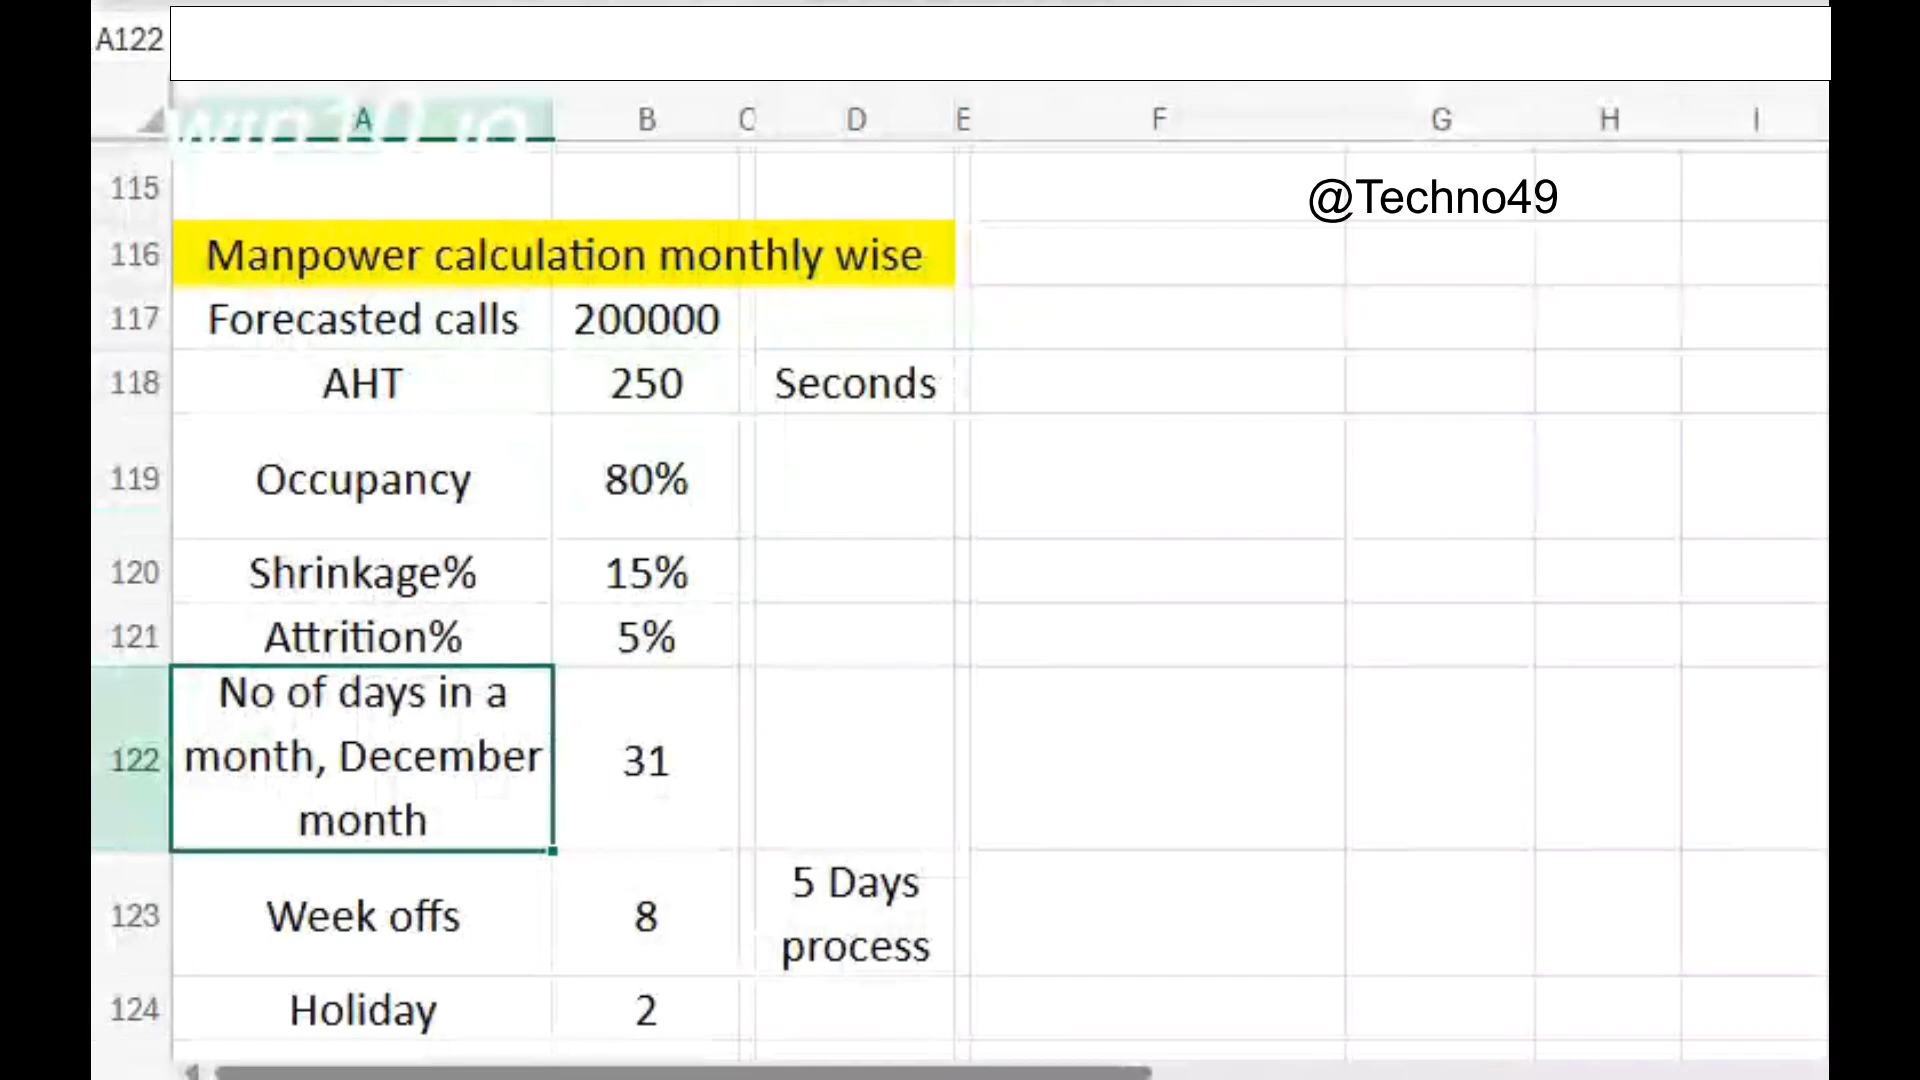 A122
win10.io
A B C D E F G H I
115
@Techno49
116 Manpower calculation monthly wise
117 Forecasted calls 200000
118 AHT 250 Seconds
119 Occupancy 80%
120 Shrinkage% 15%
121 Attrition% 5%
122 No of days in a
month, December 31
month
123 Week offs 8 5 Days
process
124 Holiday 2